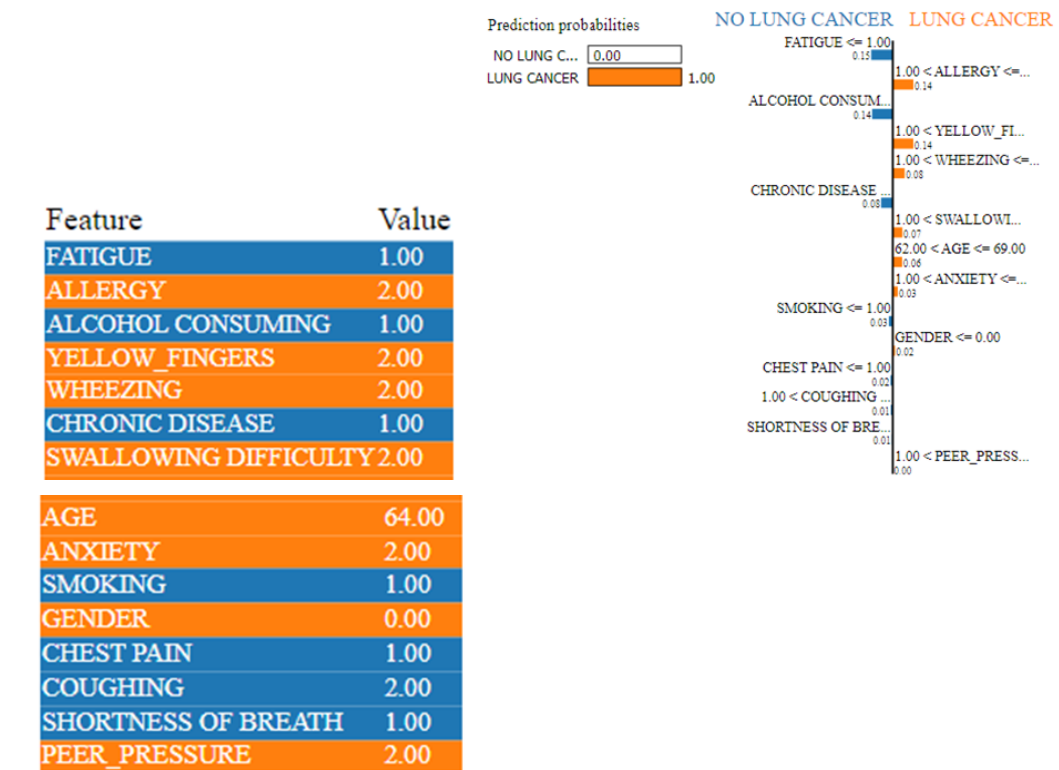 Prediction probabilities
NO LUNG C... 0.00
LUNG CANCER 1.00
NO LUNG CANCER LUNG CANCER
FATIGUE <= 1.00
0.15
1.00 < ALLERGY <=...
0.14
ALCOHOL CONSUM...
0.14
1.00 < YELLOW_FI...
0.14
1.00 < WHEEZING <=...
0.08
CHRONIC DISEASE ...
0.08
1.00 < SWALLOWI...
0.07
62.00 < AGE <= 69.00
0.06
1.00 < ANXIETY <=...
0.03
SMOKING <= 1.00
0.03
GENDER <= 0.00
0.02
CHEST PAIN <= 1.00
0.02
1.00 < COUGHING ...
0.01
SHORTNESS OF BRE...
0.01
1.00 < PEER_PRESS...
0.00
Feature Value
FATIGUE 1.00
ALLERGY 2.00
ALCOHOL CONSUMING 1.00
YELLOW_FINGERS 2.00
WHEEZING 2.00
CHRONIC DISEASE 1.00
SWALLOWING DIFFICULTY 2.00
AGE 64.00
ANXIETY 2.00
SMOKING 1.00
GENDER 0.00
CHEST PAIN 1.00
COUGHING 2.00
SHORTNESS OF BREATH 1.00
PEER_PRESSURE 2.00